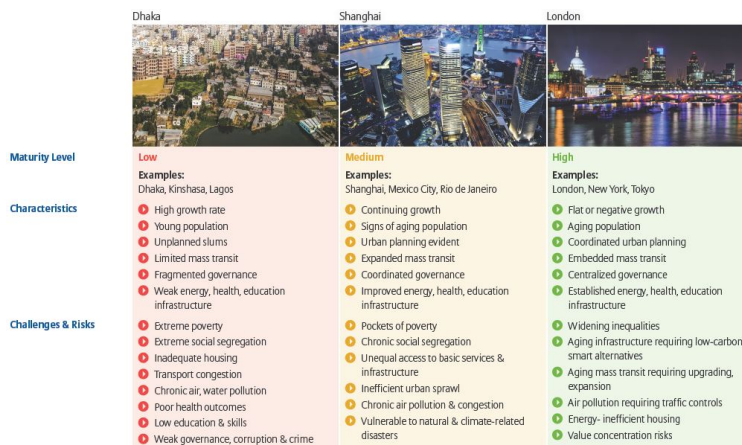 Dhaka
Shanghai
London
Maturity Level
Low
Examples:
Dhaka, Kinshasa, Lagos
Medium
Examples:
Shanghai, Mexico City, Rio de Janeiro
High
Examples:
London, New York, Tokyo
Characteristics
High growth rate
Young population
Unplanned slums
Limited mass transit
Fragmented governance
Weak energy, health, education
infrastructure
Continuing growth
Signs of aging population
Urban planning evident
Expanded mass transit
Coordinated governance
Improved energy, health, education
infrastructure
Flat or negative growth
Aging population
Coordinated urban planning
Embedded mass transit
Centralized governance
Established energy, health, education
infrastructure
Challenges & Risks
Extreme poverty
Extreme social segregation
Inadequate housing
Transport congestion
Chronic air, water pollution
Poor health outcomes
Low education & skills
Weak governance, corruption & crime
Pockets of poverty
Chronic social segregation
Unequal access to basic services &
infrastructure
Inefficient urban sprawl
Chronic air pollution & congestion
Vulnerable to natural & climate-related
disasters
Widening inequalities
Aging infrastructure requiring low-carbon
smart alternatives
Aging mass transit requiring upgrading,
expansion
Air pollution requiring traffic controls
Energy- inefficient housing
Value concentration risks